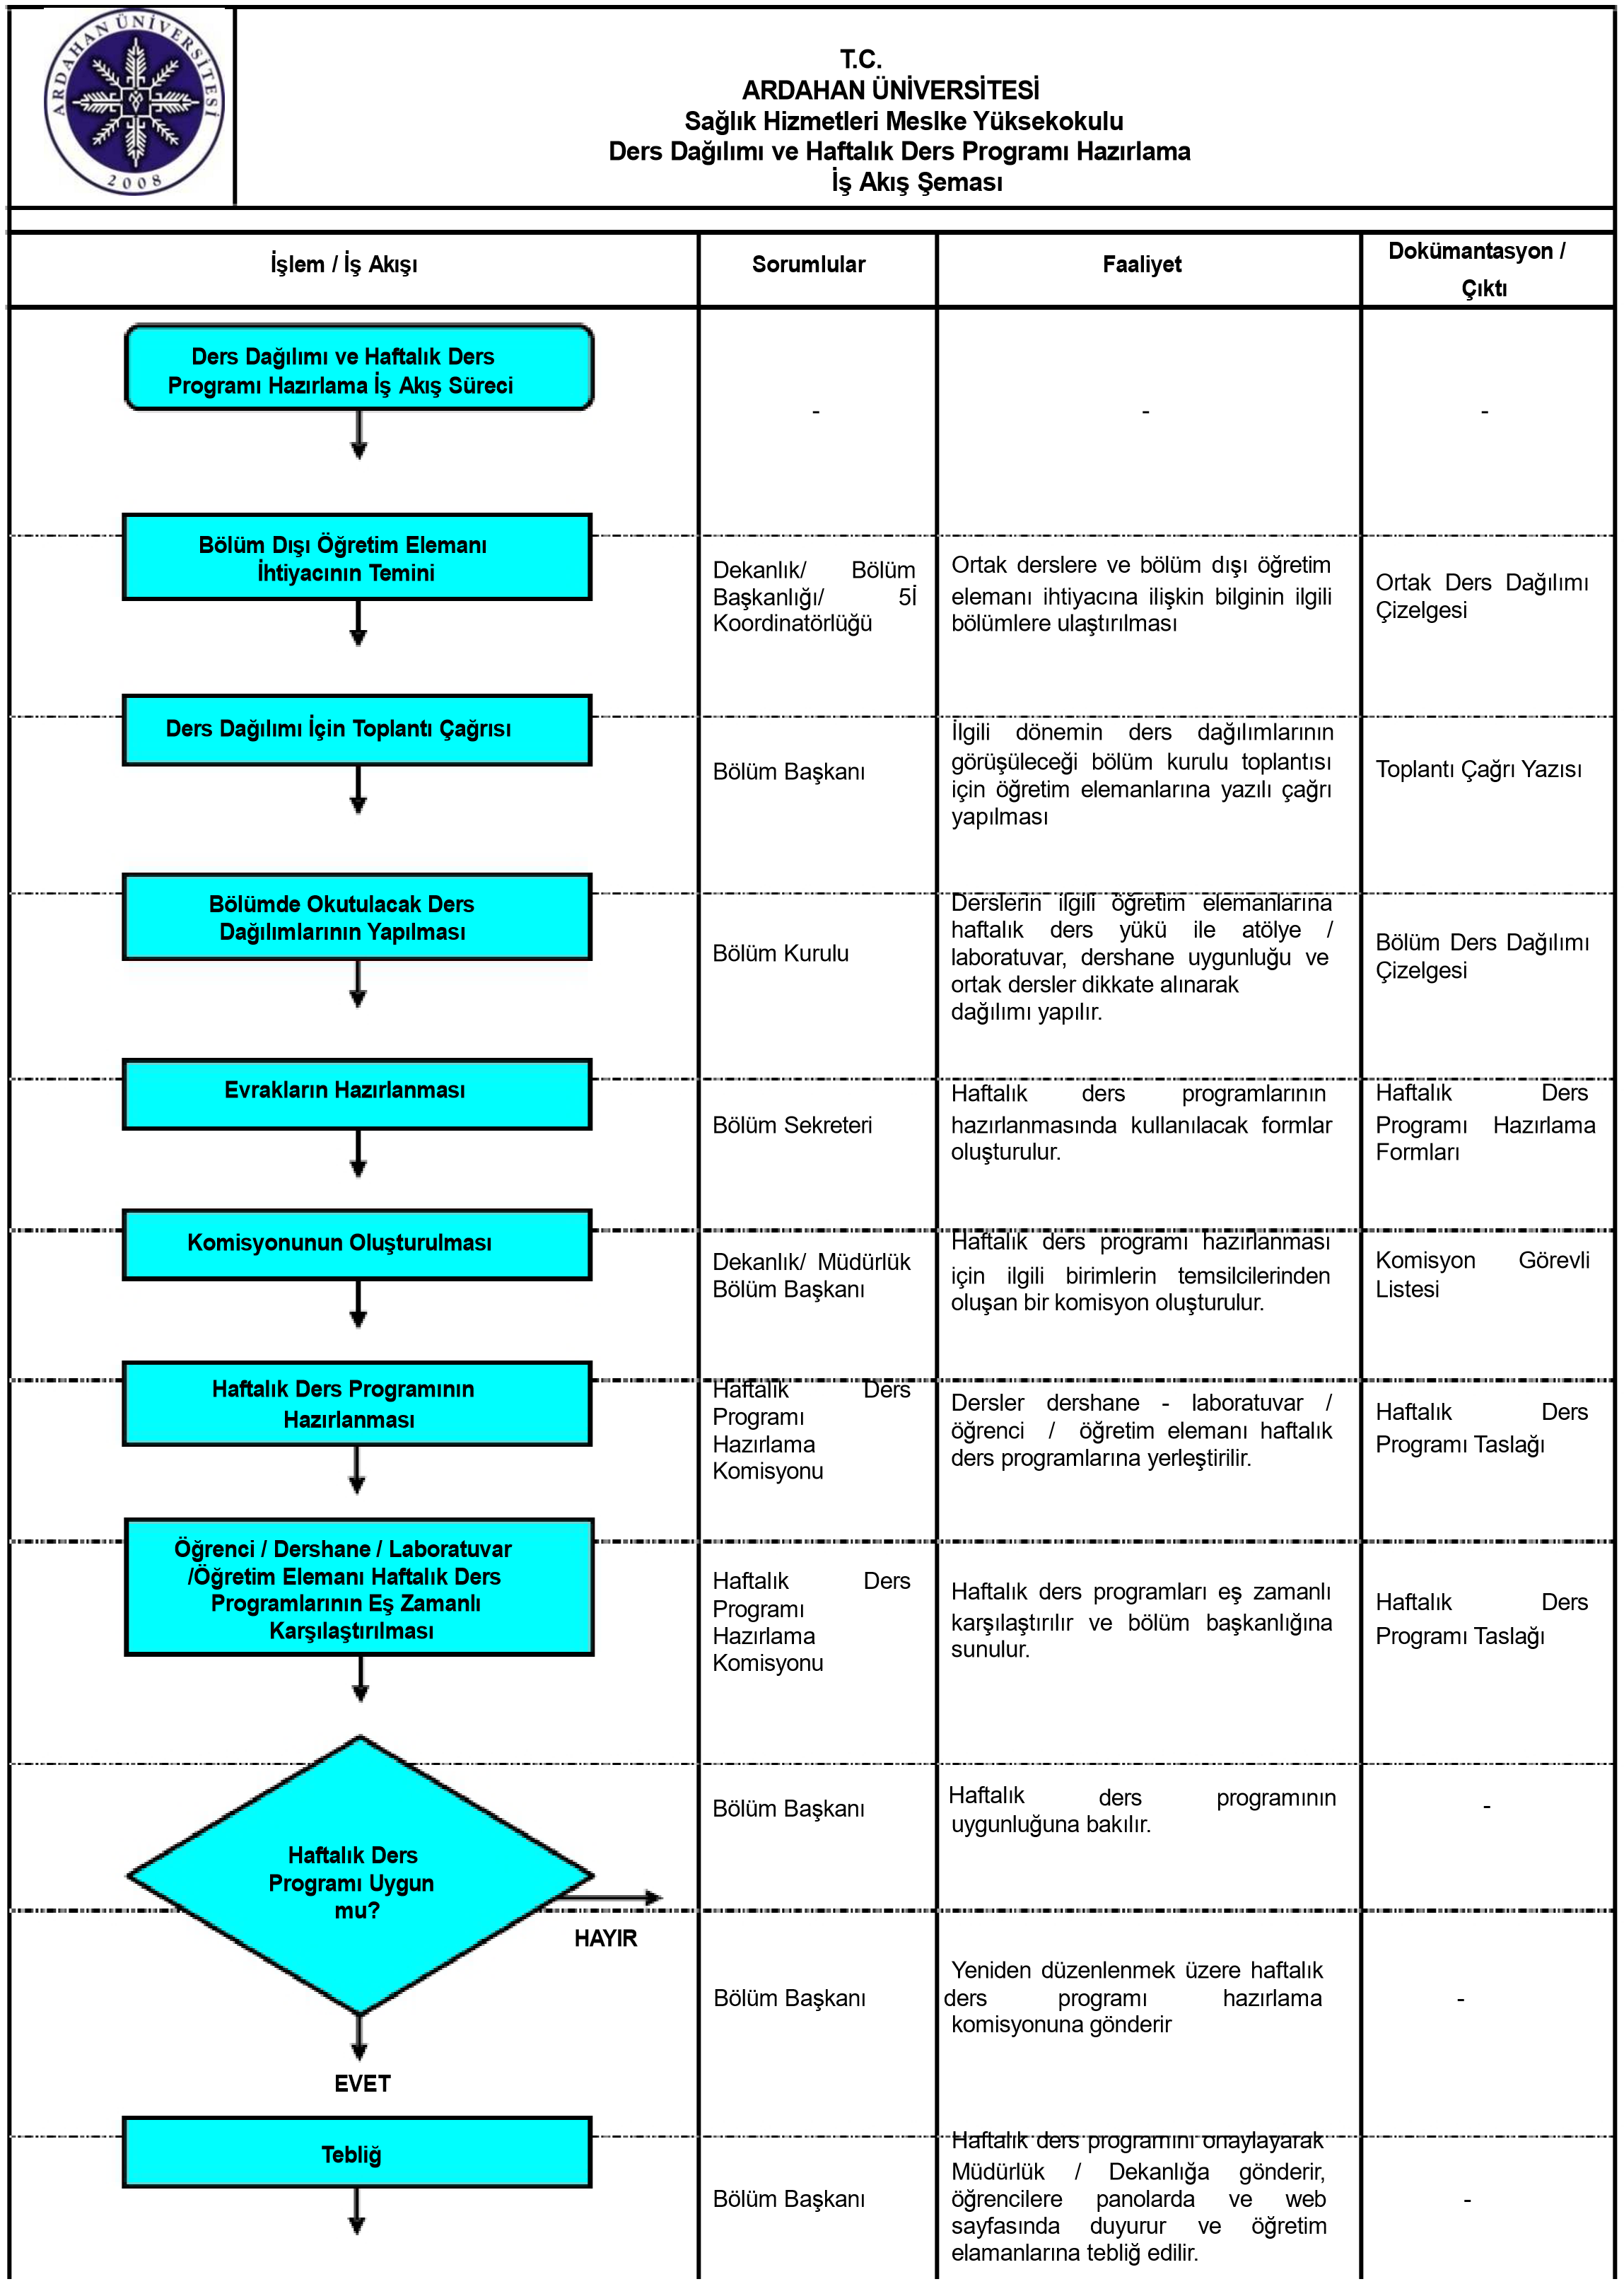 ARDAHAN ÜNİVERSİTESİ
2008
T.C.
ARDAHAN ÜNİVERSİTESİ
Sağlık Hizmetleri Meslke Yüksekokulu
Ders Dağılımı ve Haftalık Ders Programı Hazırlama
İş Akış Şeması
İşlem / İş Akışı
Sorumlular
Faaliyet
Dokümantasyon /
Çıktı
Ders Dağılımı ve Haftalık Ders
Programı Hazırlama İş Akış Süreci
-
-
-
Bölüm Dışı Öğretim Elemanı
İhtiyacının Temini
Dekanlık/ Bölüm
Başkanlığı/ 5İ
Koordinatörlüğü
Ortak derslere ve bölüm dışı öğretim
elemanı ihtiyacına ilişkin bilginin ilgili
bölümlere ulaştırılması
Ortak Ders Dağılımı
Çizelgesi
Ders Dağılımı İçin Toplantı Çağrısı
Bölüm Başkanı
İlgili dönemin ders dağılımlarının
görüşüleceği bölüm kurulu toplantısı
için öğretim elemanlarına yazılı çağrı
yapılması
Toplantı Çağrı Yazısı
Bölümde Okutulacak Ders
Dağılımlarının Yapılması
Bölüm Kurulu
Derslerin ilgili öğretim elemanlarına
haftalık ders yükü ile atölye /
laboratuvar, dershane uygunluğu ve
ortak dersler dikkate alınarak
dağılımı yapılır.
Bölüm Ders Dağılımı
Çizelgesi
Evrakların Hazırlanması
Bölüm Sekreteri
Haftalık ders programlarının
hazırlanmasında kullanılacak formlar
oluşturulur.
Haftalık Ders
Programı Hazırlama
Formları
Komisyonunun Oluşturulması
Dekanlık/ Müdürlük
Bölüm Başkanı
Haftalık ders programı hazırlanması
için ilgili birimlerin temsilcilerinden
oluşan bir komisyon oluşturulur.
Komisyon Görevli
Listesi
Haftalık Ders Programının
Hazırlanması
Haftalık Ders
Programı
Hazırlama
Komisyonu
Dersler dershane - laboratuvar /
öğrenci / öğretim elemanı haftalık
ders programlarına yerleştirilir.
Haftalık Ders
Programı Taslağı
Öğrenci / Dershane / Laboratuvar
/Öğretim Elemanı Haftalık Ders
Programlarının Eş Zamanlı
Karşılaştırılması
Haftalık Ders
Programı
Hazırlama
Komisyonu
Haftalık ders programları eş zamanlı
karşılaştırılır ve bölüm başkanlığına
sunulur.
Haftalık Ders
Programı Taslağı
Haftalık Ders
Programı Uygun
mu?
HAYIR
EVET
Bölüm Başkanı
Haftalık ders programının
uygunluğuna bakılır.
-
Bölüm Başkanı
Yeniden düzenlenmek üzere haftalık
ders programı hazırlama
komisyonuna gönderir
-
Tebliğ
Bölüm Başkanı
Haftalık ders programını onaylayarak
Müdürlük / Dekanlığa gönderir,
öğrencilere panolarda ve web
sayfasında duyurur ve öğretim
elamanlarına tebliğ edilir.
-